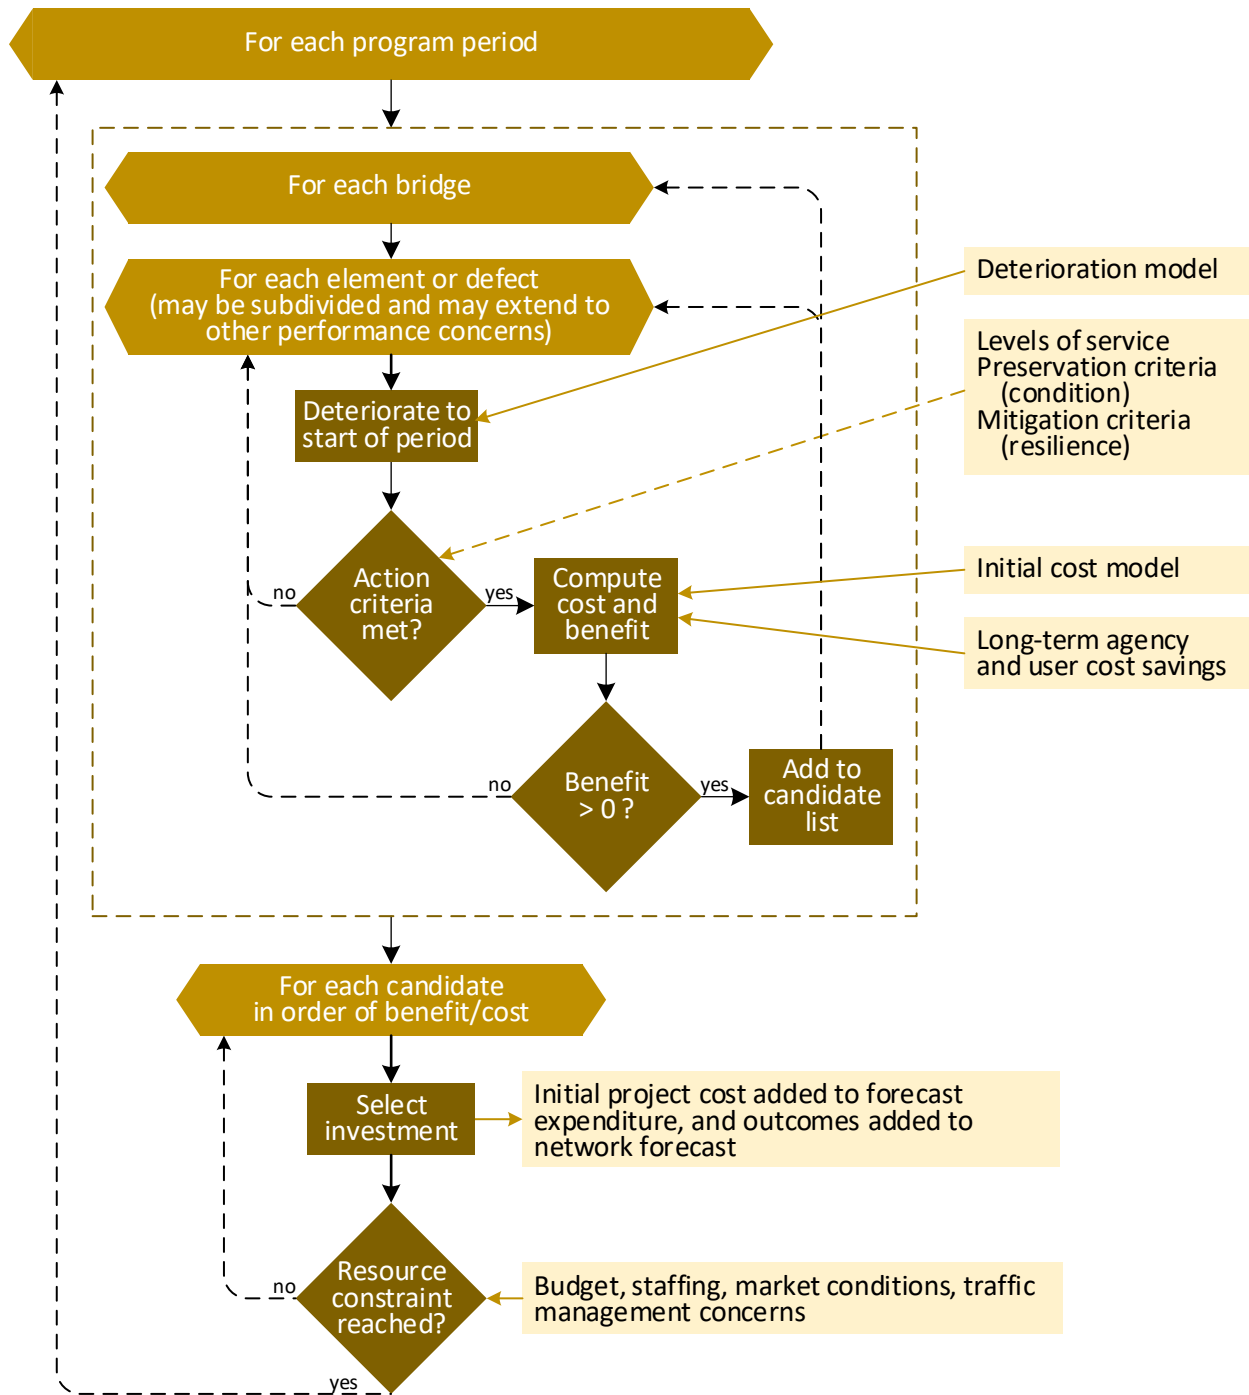 For each program period
For each bridge
For each element or defect
(may be subdivided and may extend to
other performance concerns)
Deterioration model
Levels of service
Preservation criteria
(condition)
Mitigation criteria
(resilience)
Deteriorate to
start of period
Action
criteria
met?
no
yes
Compute
cost and
benefit
Initial cost model
Long-term agency
and user cost savings
Benefit
> 0 ?
no
yes
Add to
candidate
list
For each candidate
in order of benefit/cost
Select
investment
Initial project cost added to forecast
expenditure, and outcomes added to
network forecast
Resource
constraint
reached?
no
yes
Budget, staffing, market conditions, traffic
management concerns